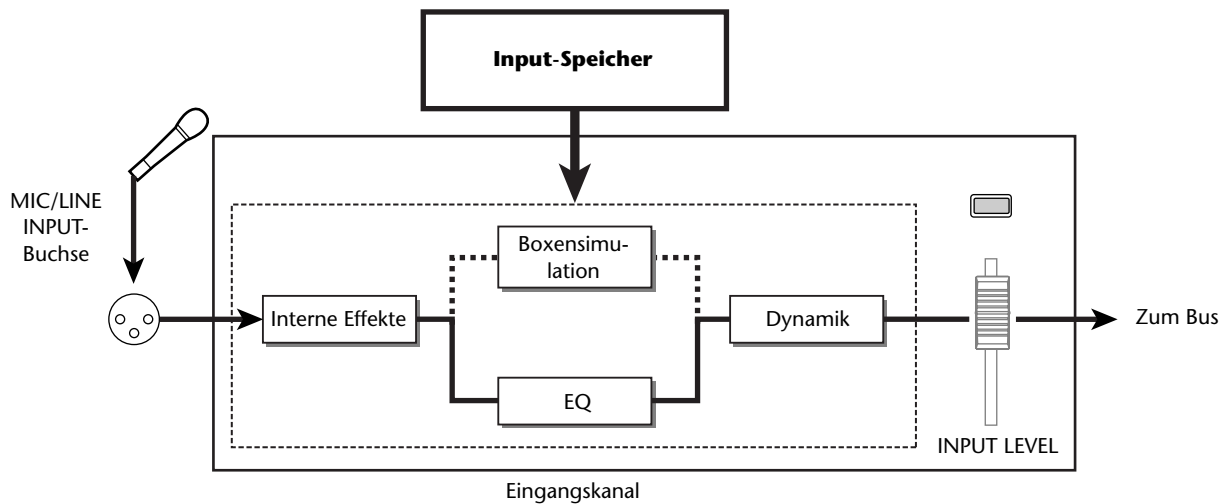 Input-Speicher
MIC/LINE
INPUT-
Buchse
Boxensimu-
lation
Interne Effekte
Dynamik
Zum Bus
EQ
INPUT LEVEL
Eingangskanal